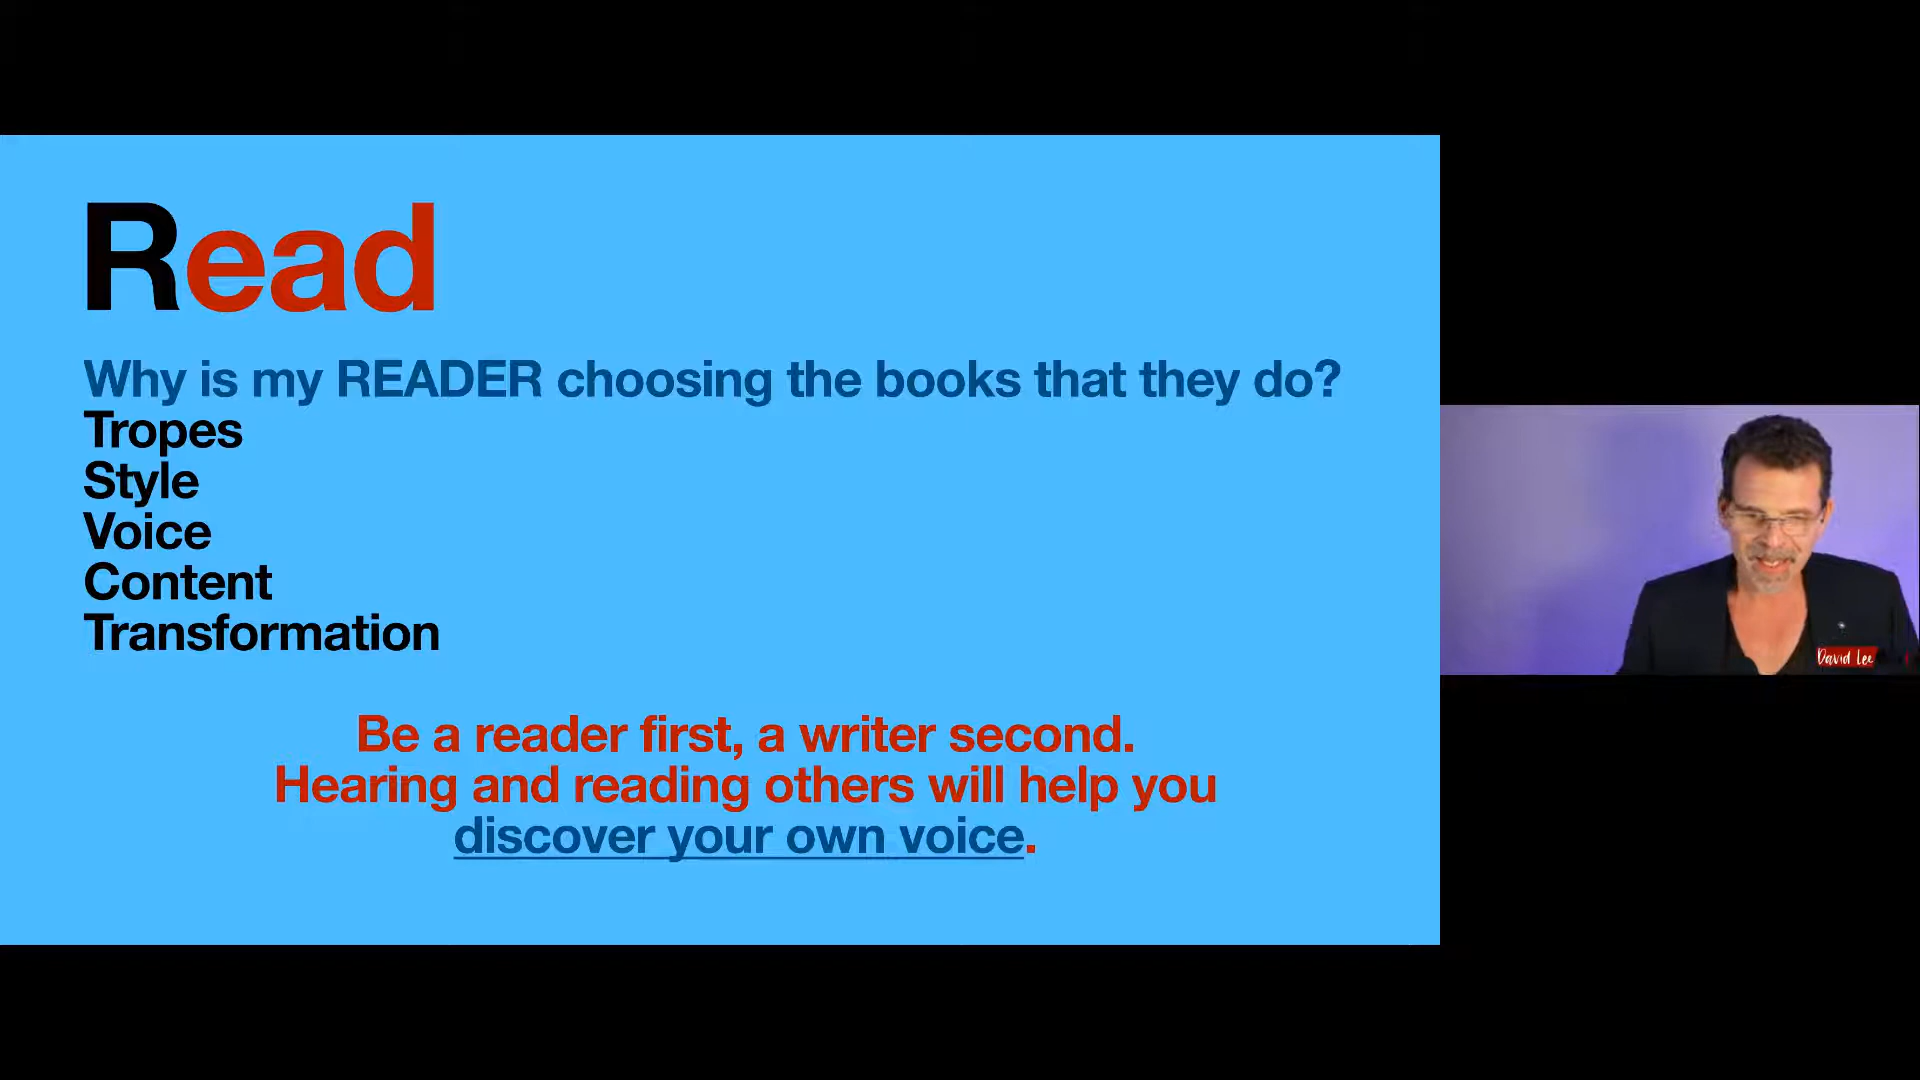 Read
Why is my READER choosing the books that they do?
Tropes
Style
Voice
Content
Transformation
Be a reader first, a writer second.
Hearing and reading others will help you
discover your own voice.
David Lee